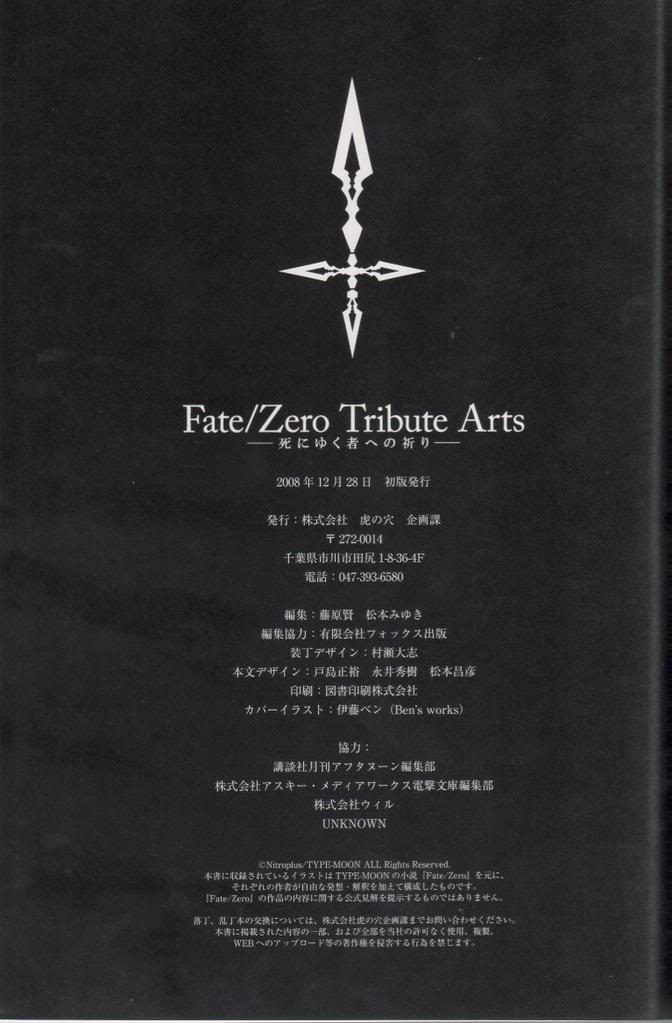 Fate/Zero Tribute Arts
—死にゆく者への祈り—
2008年12月28日　初版発行
発行：株式会社　虎の穴　企画課
〒272-0014
千葉県市川市田尻1-8-36-4F
電話：047-393-6580
編集：藤原賢　松本みゆき
編集協力：有限会社フォックス出版
装丁デザイン：村瀬大志
本文デザイン：戸島正裕　永井秀樹　松本昌彦
印刷：図書印刷株式会社
カバーイラスト：伊藤ベン（Ben's works）
協力：
講談社月刊アフタヌーン編集部
株式会社アスキー・メディアワークス電撃文庫編集部
株式会社ウィル
UNKNOWN
©Nitroplus/TYPE-MOON ALL Rights Reserved.
本書に収録されているイラストはTYPE-MOONの小説『Fate/Zero』を元に、
それぞれの作者が自由な発想・解釈を加えて構成したものです。
『Fate/Zero』の作品の内容に関する公式見解を提示するものではありません。
落丁、乱丁本の交換については、株式会社虎の穴企画課までお問い合わせください。
本書に掲載された内容の一部、および全部を当社の許可なく使用、複製、
WEBへのアップロード等の著作権を侵害する行為を禁じます。